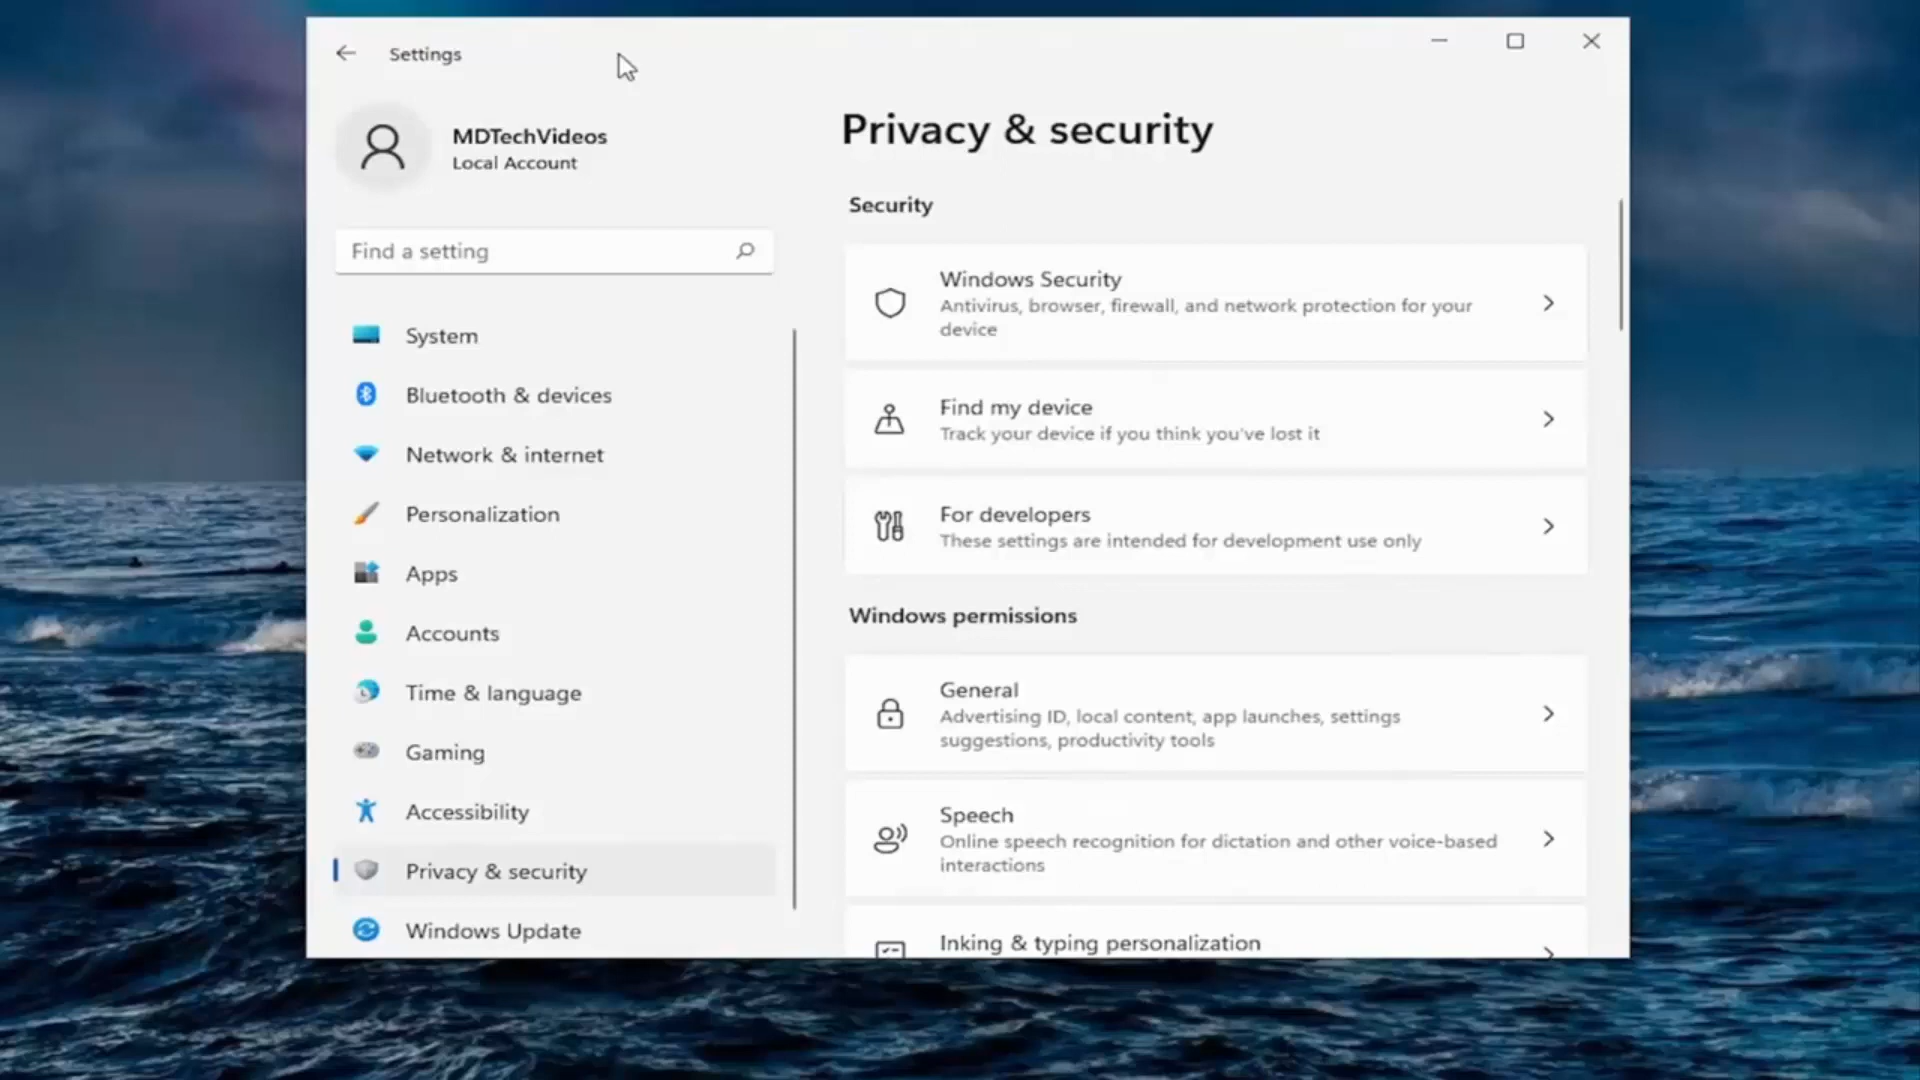 Settings
MDTechVideos
Local Account
Find a setting
System
Bluetooth & devices
Network & internet
Personalization
Apps
Accounts
Time & language
Gaming
Accessibility
Privacy & security
Windows Update
Privacy & security
Security
Windows Security
Antivirus, browser, firewall, and network protection for your
device
Find my device
Track your device if you think you've lost it
For developers
These settings are intended for development use only
Windows permissions
General
Advertising ID, local content, app launches, settings
suggestions, productivity tools
Speech
Online speech recognition for dictation and other voice-based
interactions
Inking & typing personalization